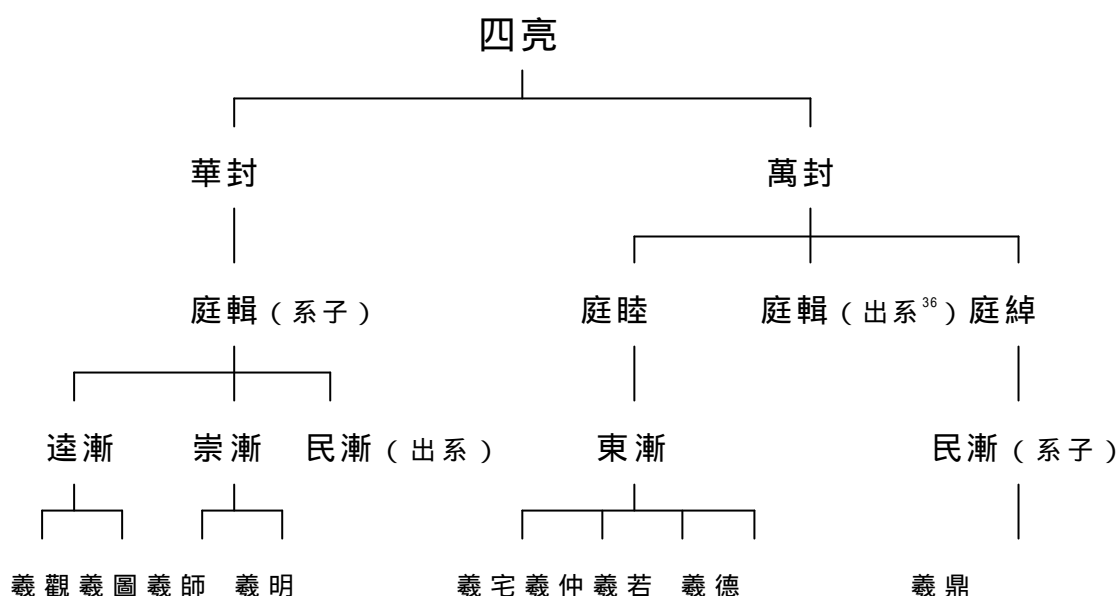 四亮
華封 萬封
庭輯（系子） 庭睦 庭輯（出系³⁶）庭綽
逵漸 崇漸 民漸（出系） 東漸 民漸（系子）
羲觀 羲圖 羲師 羲明 羲宅 羲仲 羲若 羲德 羲鼎